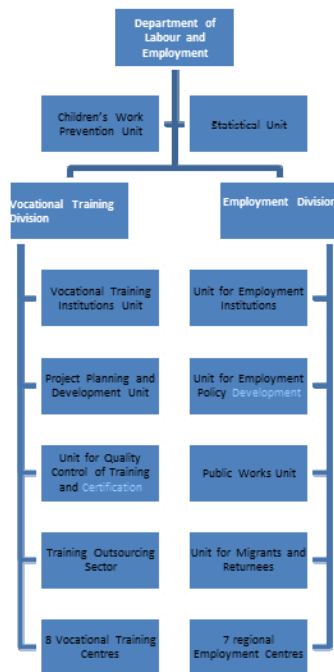 Department of
Labour and
Employment
Children's Work
Prevention Unit
Statistical Unit
Vocational Training
Division
Employment Division
Vocational Training
Institutions Unit
Unit for Employment
Institutions
Project Planning and
Development Unit
Unit for Employment
Policy Development
Unit for Quality
Control of Training
and Certification
Public Works Unit
Training Outsourcing
Sector
Unit for Migrants and
Returnees
8 Vocational Training
Centres
7 regional
Employment Centres